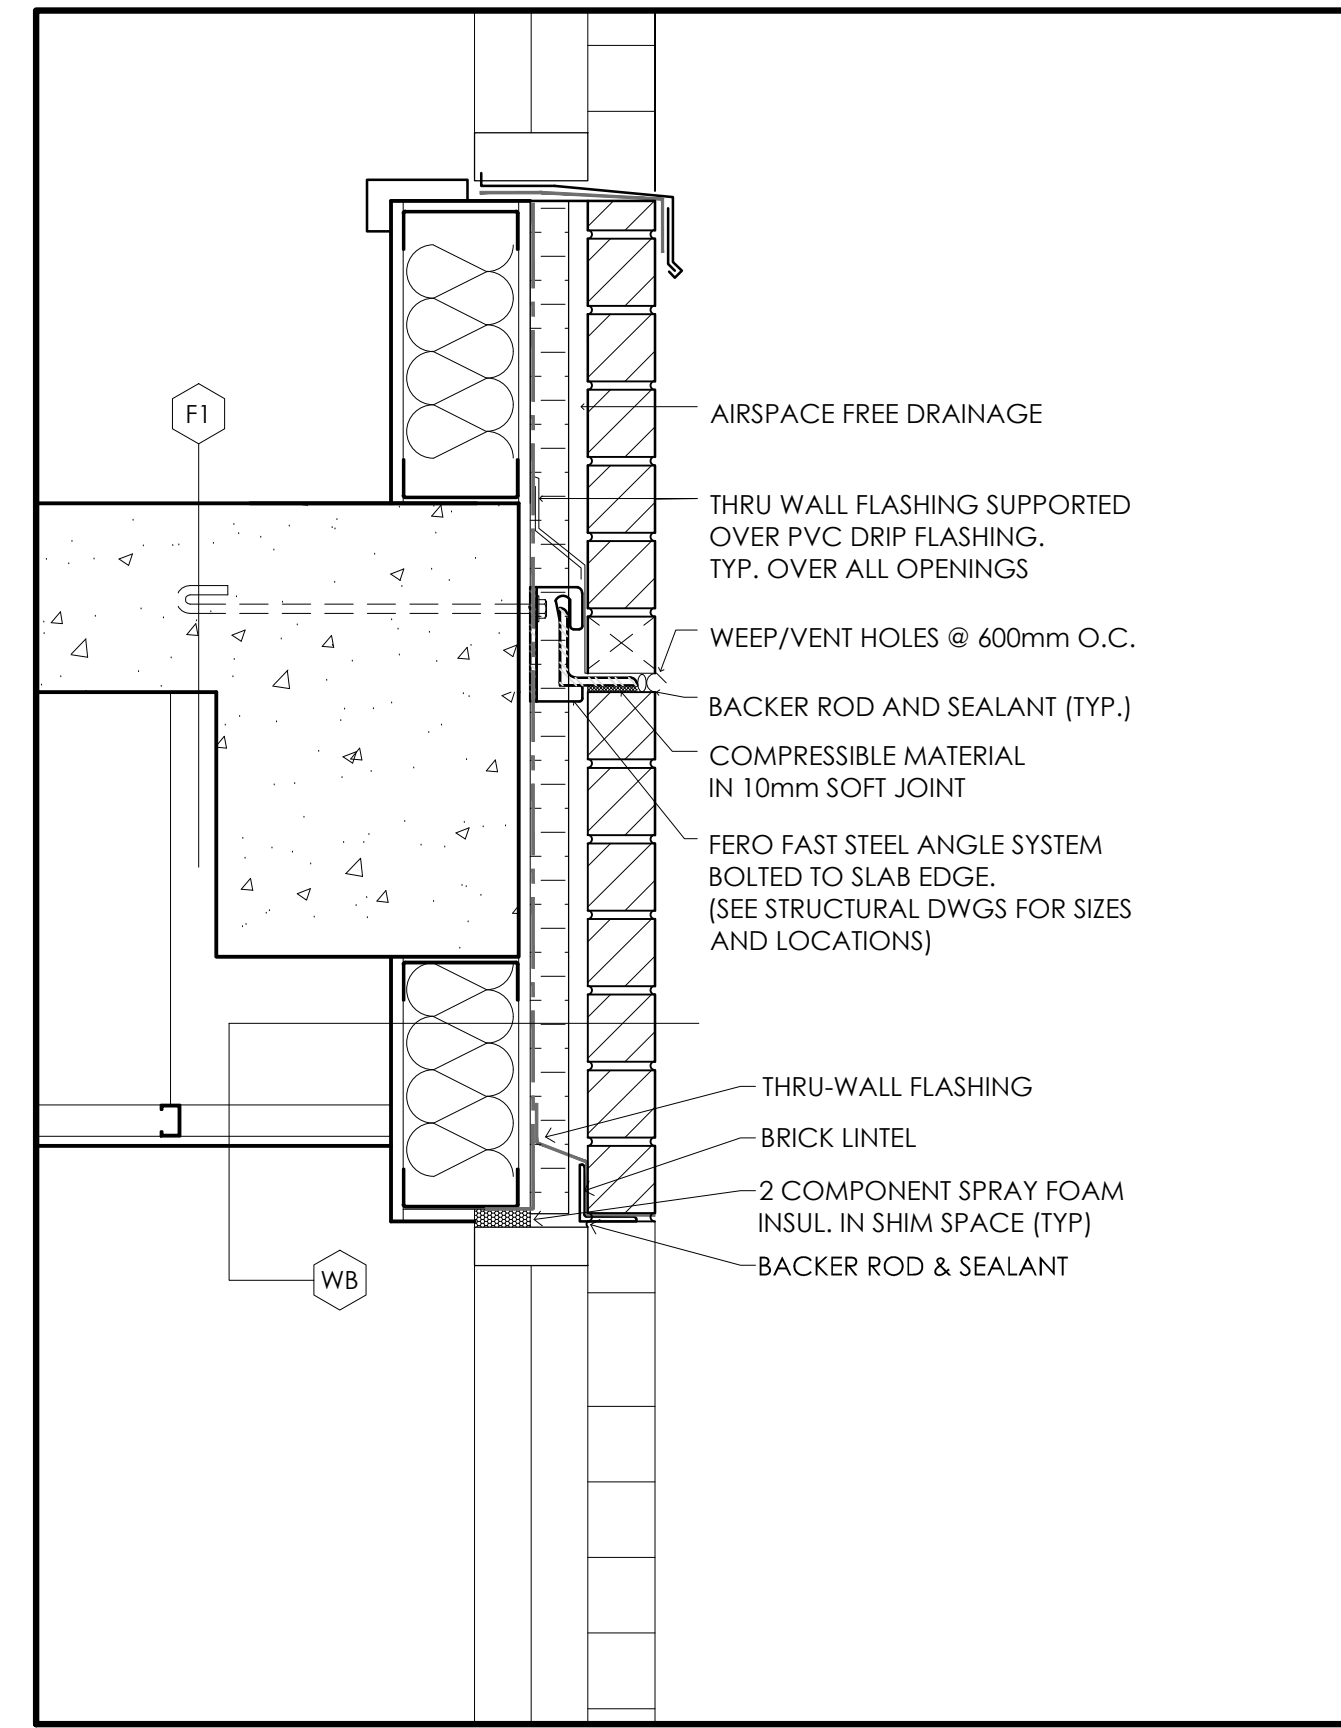 F1
AIRSPACE FREE DRAINAGE
THRU WALL FLASHING SUPPORTED
OVER PVC DRIP FLASHING.
TYP. OVER ALL OPENINGS
WEEP/VENT HOLES @ 600mm O.C.
BACKER ROD AND SEALANT (TYP.)
COMPRESSIBLE MATERIAL
IN 10mm SOFT JOINT
FERO FAST STEEL ANGLE SYSTEM
BOLTED TO SLAB EDGE.
(SEE STRUCTURAL DWGS FOR SIZES
AND LOCATIONS)
THRU-WALL FLASHING
BRICK LINTEL
2 COMPONENT SPRAY FOAM
INSUL. IN SHIM SPACE (TYP)
BACKER ROD & SEALANT
WB